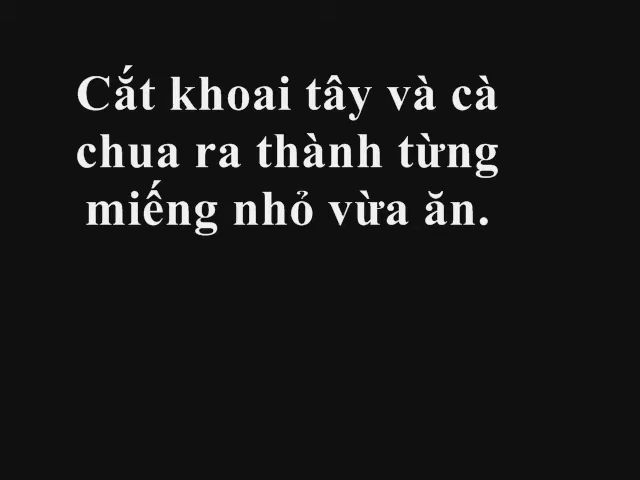 Cắt khoai tây và cà
chua ra thành từng
miếng nhỏ vừa ăn.